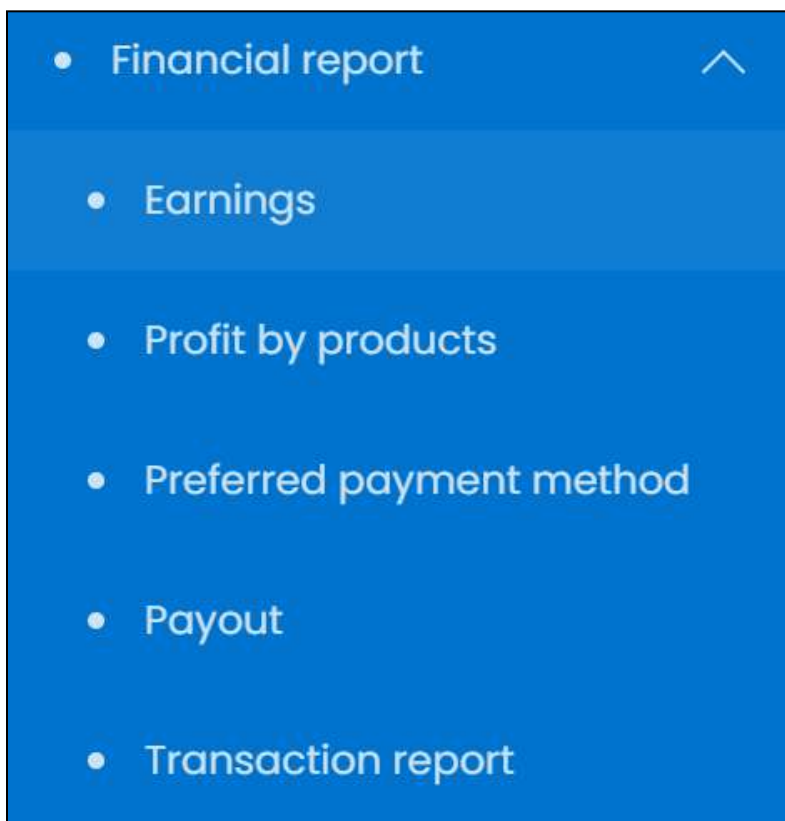 Financial report
Earnings
Profit by products
Preferred payment method
Payout
Transaction report